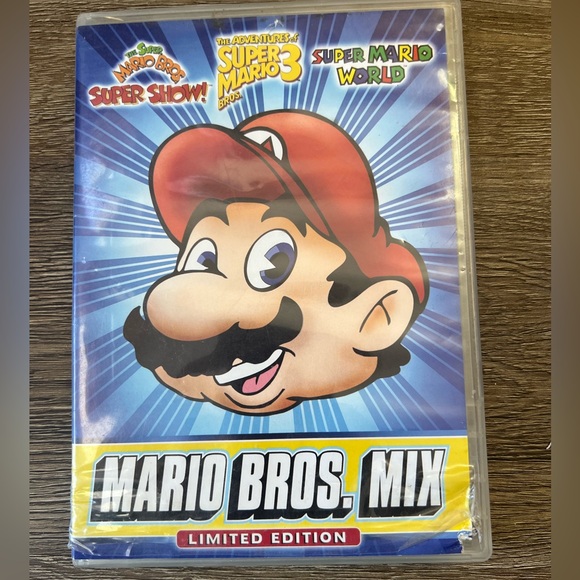 THE SUPER
MARIO BROS.
SUPER SHOW!
THE ADVENTURES of
SUPER
MARIO 3
BROS.
SUPER MARIO
WORLD
M
MARIO BROS. MIX
LIMITED EDITION